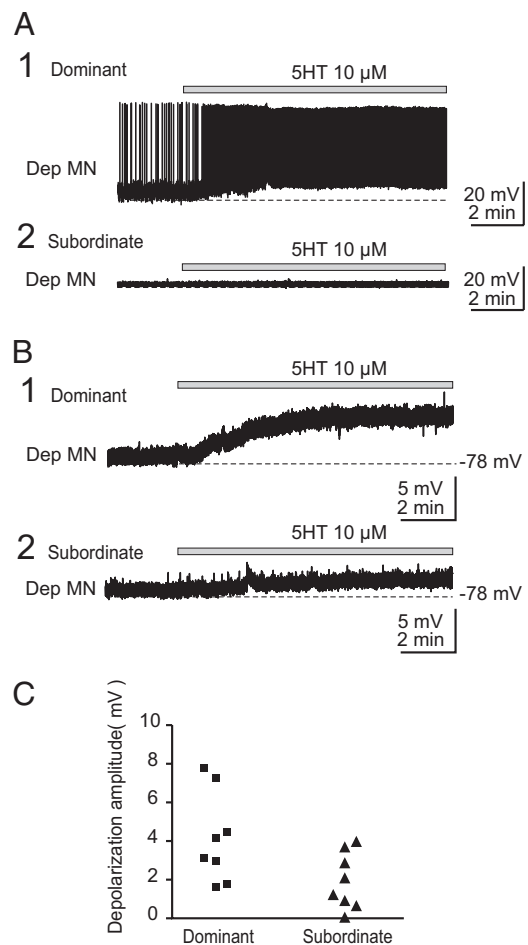 A
1 Dominant
5HT 10 µM
Dep MN
20 mV
2 min
2 Subordinate
5HT 10 µM
Dep MN
20 mV
2 min
B
1 Dominant
5HT 10 µM
Dep MN
-78 mV
5 mV
2 min
2 Subordinate
5HT 10 µM
Dep MN
-78 mV
5 mV
2 min
C
Depolarization amplitude( mV )
10
8
6
4
2
0
Dominant
Subordinate